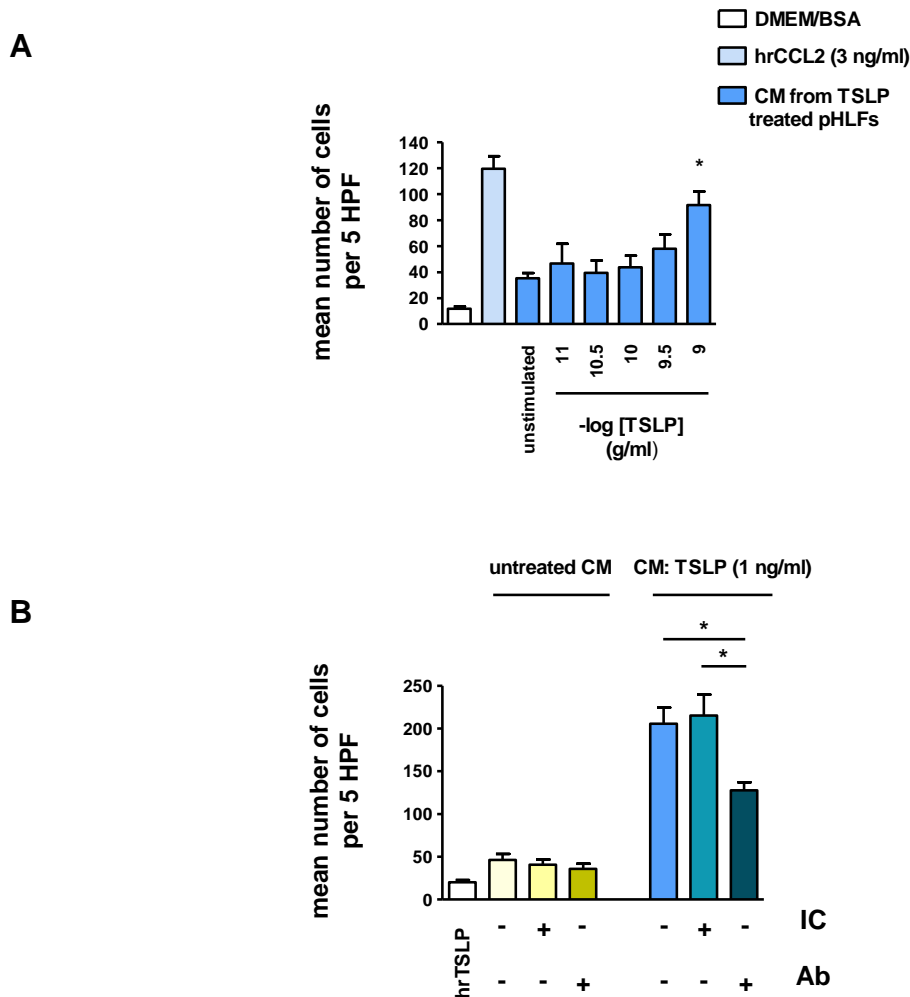 A
DMEM/BSA
hrCCL2 (3 ng/ml)
CM from TSLP
treated pHLFs
mean number of cells
per 5 HPF
140
120
100
80
60
40
20
0
*
unstimulated
11
10.5
10
9.5
9
-log [TSLP]
(g/ml)
B
untreated CM
CM: TSLP (1 ng/ml)
*
*
mean number of cells
per 5 HPF
250
200
150
100
50
0
hrTSLP
- + - - + - IC
- - + - - + Ab